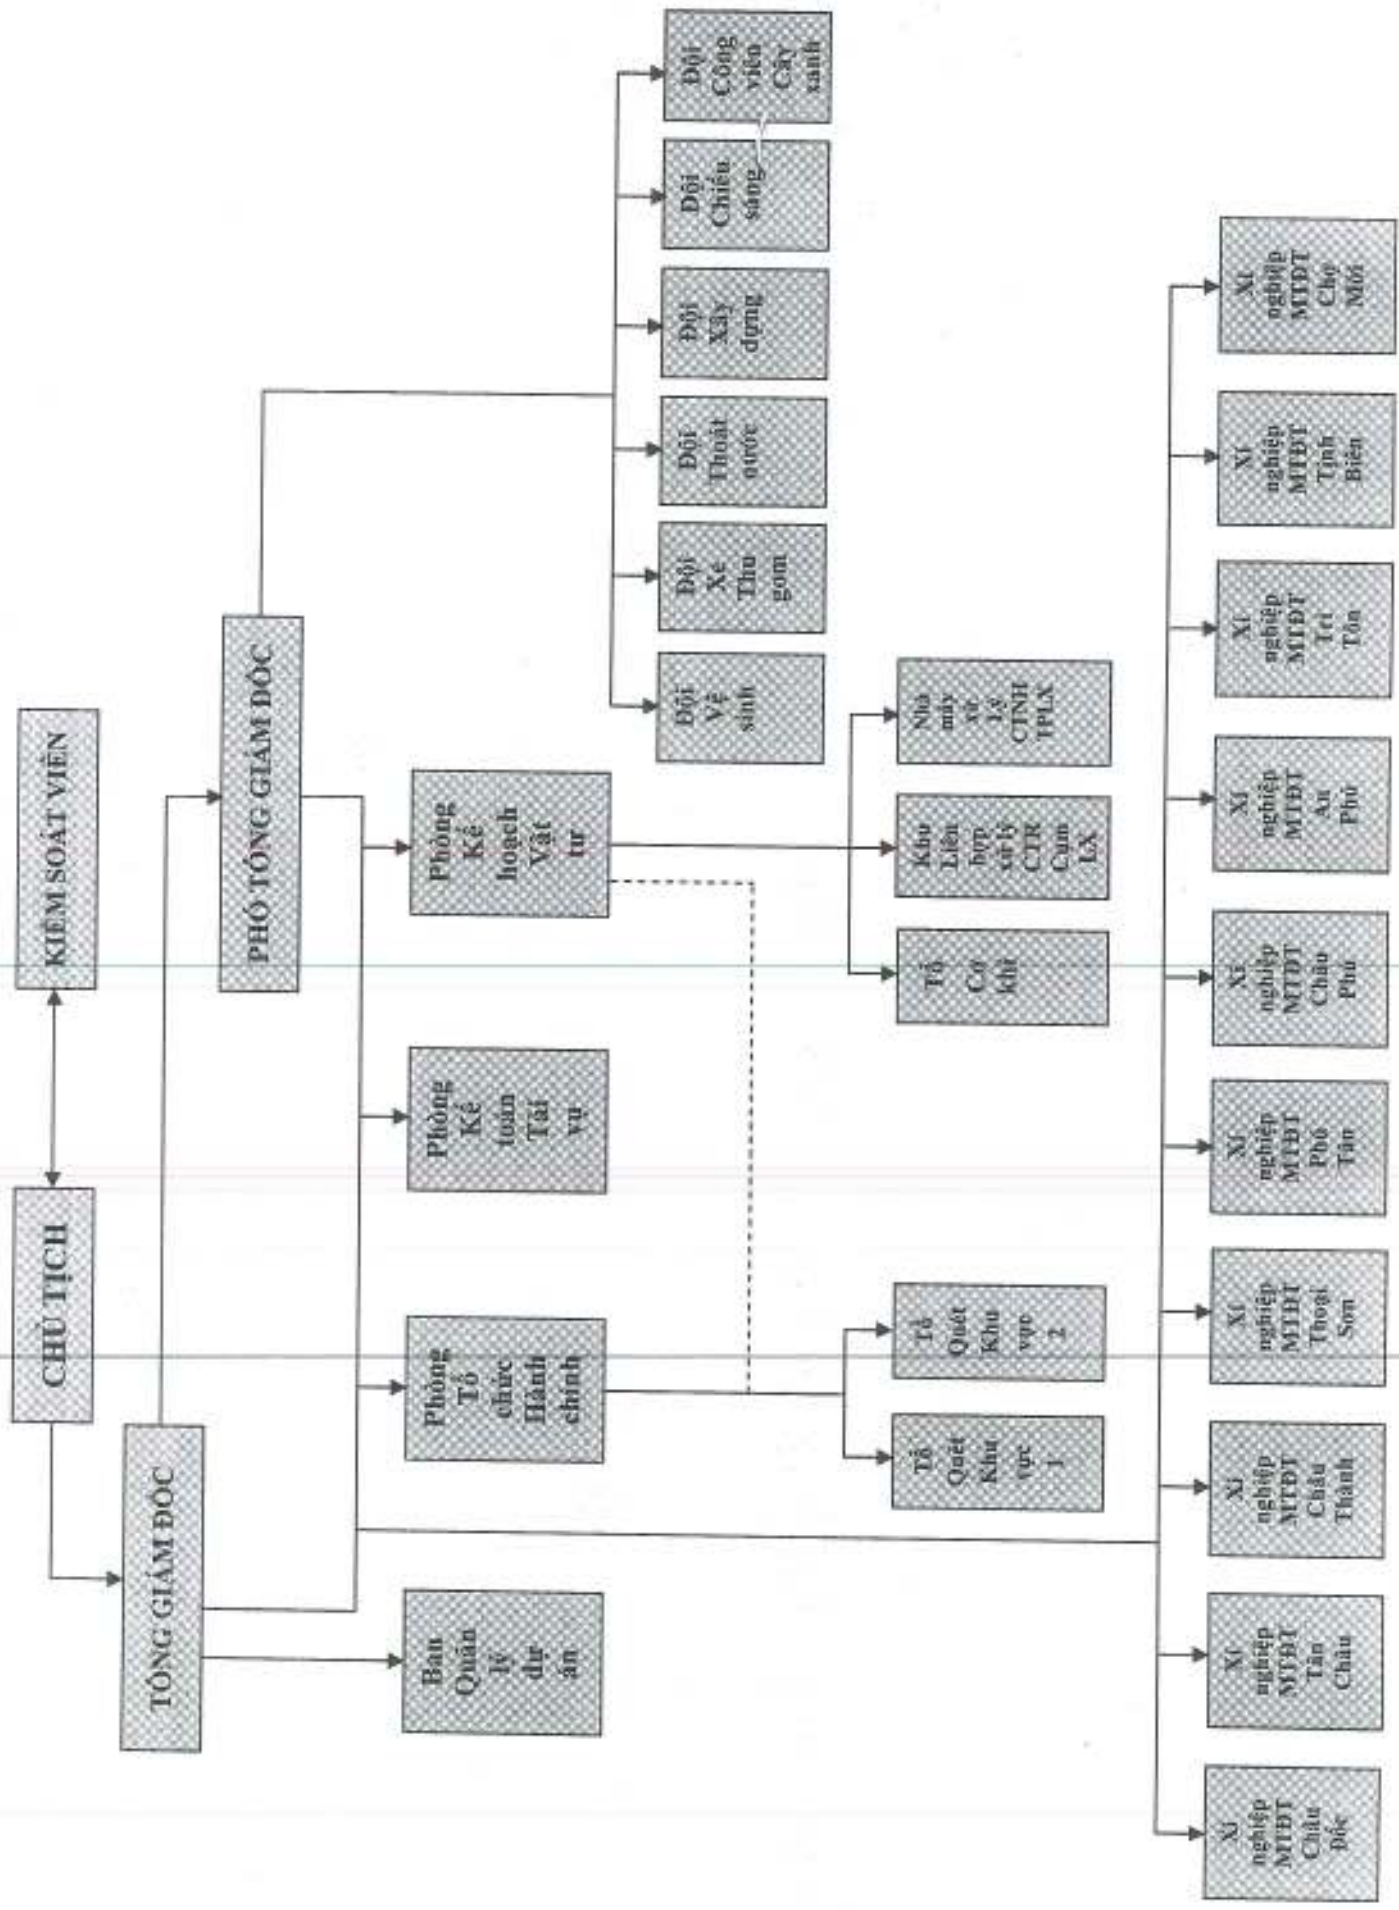 CHỦ TỊCH
KIỂM SOÁT VIÊN
TỔNG GIÁM ĐỐC
PHÓ TỔNG GIÁM ĐỐC
Ban
Quản
lý
dự
án
Phòng
Tổ
chức
Hành
chính
Phòng
Kế
toán
Tài
vụ
Phòng
Kế
hoạch
Vật
tư
Đội
Vệ
sinh
Đội
Xe
Thu
gom
Đội
Thoát
nước
Đội
Xây
dựng
Đội
Chiếu
sáng
Đội
Công
viên
Cây
xanh
Tổ
Quét
Khu
vực
1
Tổ
Quét
Khu
vực
2
Tổ
Cơ
khí
Khu
Liên
hợp
xử lý
CTR
Cụm
LX
Nhà
máy
xử
Lý
CTNH
TPLX
Xí
nghiệp
MTĐT
Châu
Đốc
Xí
nghiệp
MTĐT
Tân
Châu
Xí
nghiệp
MTĐT
Châu
Thành
Xí
nghiệp
MTĐT
Thoại
Sơn
Xí
nghiệp
MTĐT
Phú
Tân
Xí
nghiệp
MTĐT
Châu
Phú
Xí
nghiệp
MTĐT
An
Phú
Xí
nghiệp
MTĐT
Tri
Tôn
Xí
nghiệp
MTĐT
Tịnh
Biên
Xí
nghiệp
MTĐT
Chợ
Mới